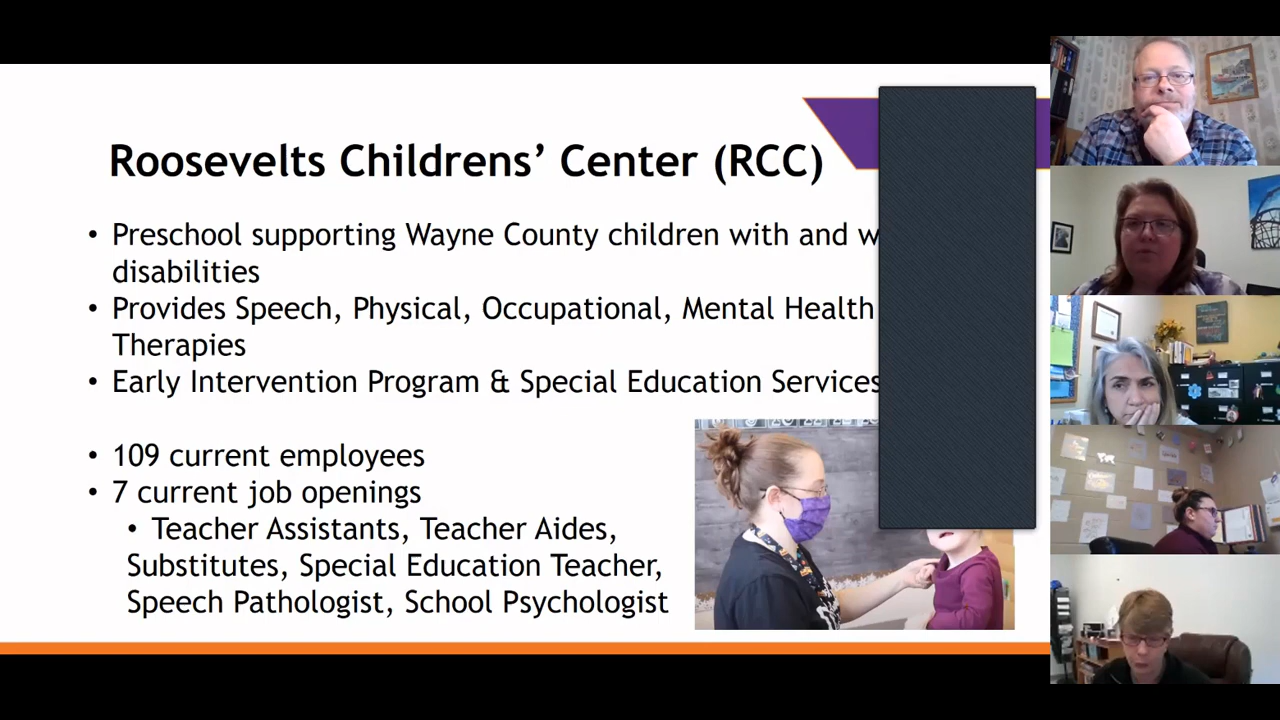 Roosevelts Childrens’ Center (RCC)
• Preschool supporting Wayne County children with and
disabilities
• Provides Speech, Physical, Occupational, Mental Health
Therapies
• Early Intervention Program & Special Education Services
• 109 current employees
• 7 current job openings
• Teacher Assistants, Teacher Aides,
Substitutes, Special Education Teacher,
Speech Pathologist, School Psychologist